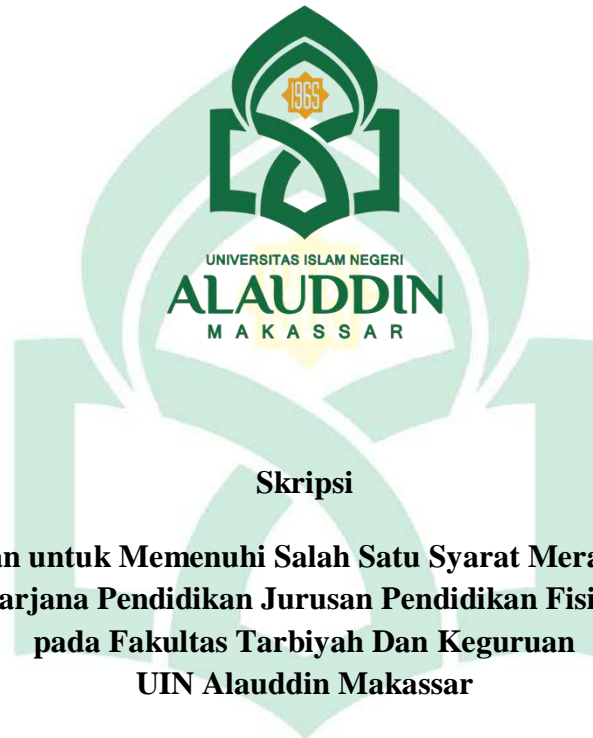 1965
UNIVERSITAS ISLAM NEGERI
ALAUDDIN
MAKASSAR
Skripsi
an untuk Memenuhi Salah Satu Syarat Mera
arjana Pendidikan Jurusan Pendidikan Fisi
pada Fakultas Tarbiyah Dan Keguruan
UIN Alauddin Makassar